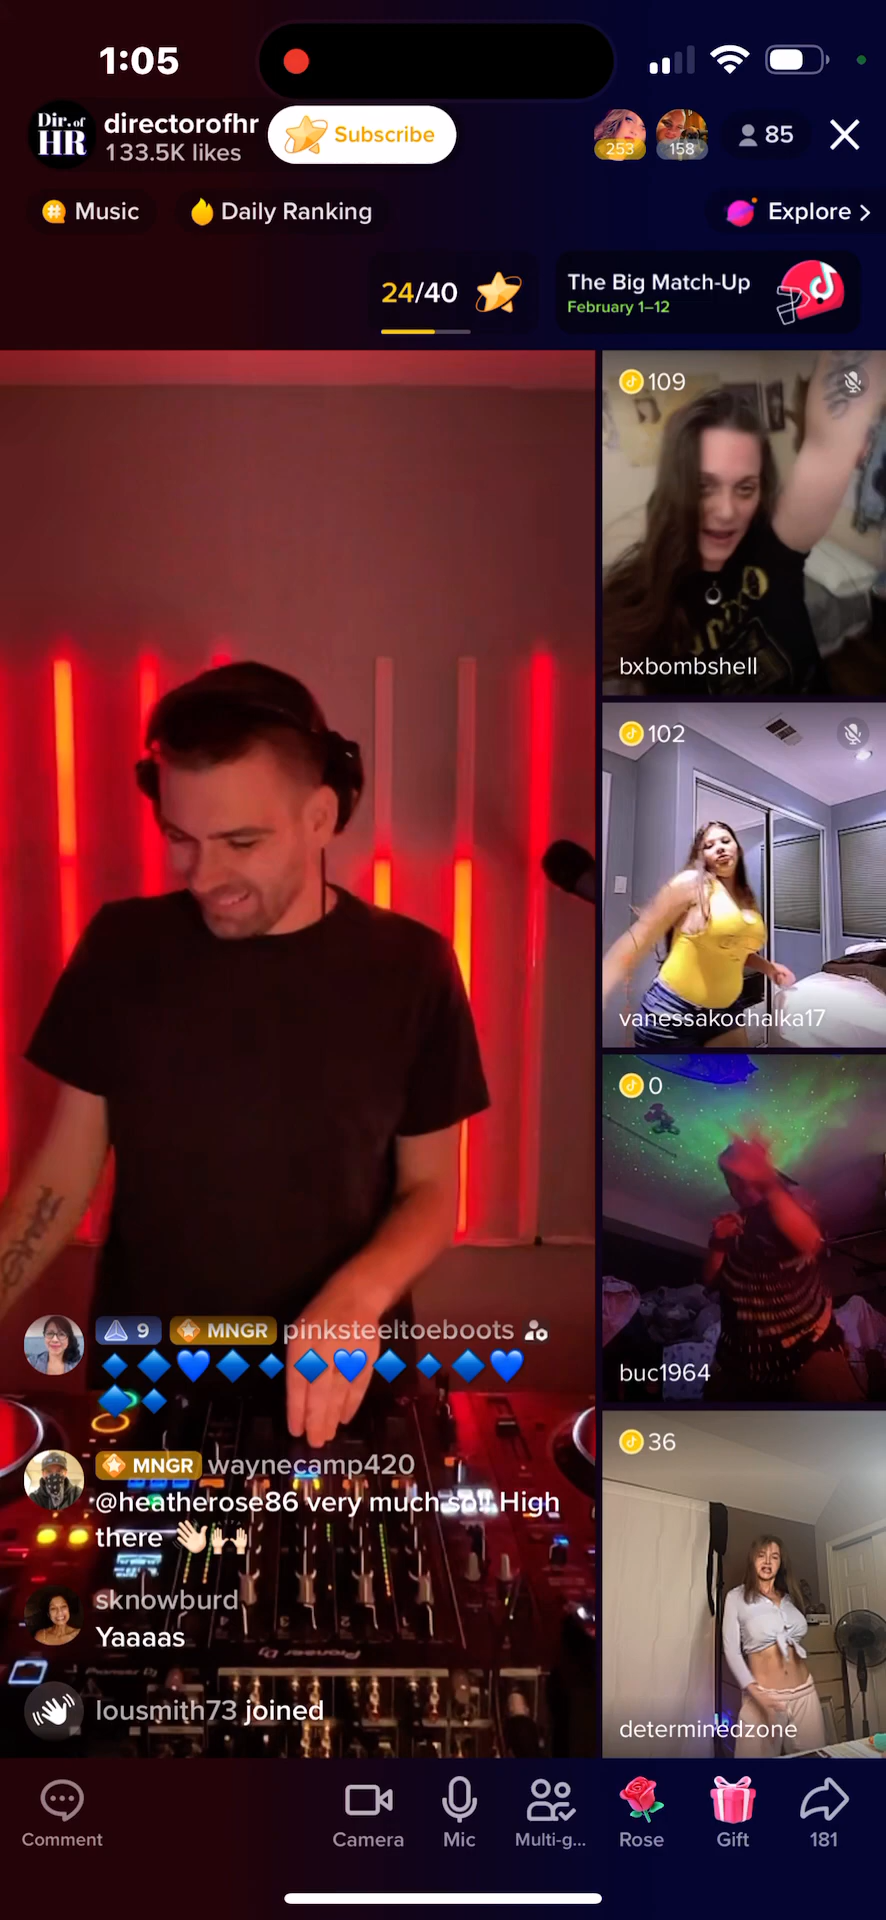 1:05
Dir. of
HR
directorofhr
133.5K likes
Subscribe
253
158
85
Music
Daily Ranking
Explore >
24/40
The Big Match-Up
February 1–12
109
bxbombshell
102
vanessakochalka17
0
buc1964
36
determinedzone
9 MNGR pinksteeltoeboots
MNGR waynecamp420
@heatherose86 very much so!! High
there
sknowburd
Yaaaas
Pioneer Dj
lousmith73 joined
Comment
Camera
Mic
Multi-g...
Rose
Gift
181